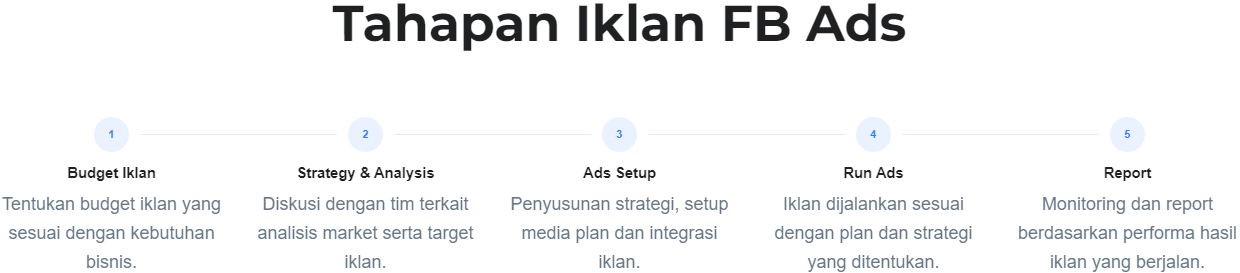 Tahapan Iklan FB Ads
1
Budget Iklan
Tentukan budget iklan yang
sesuai dengan kebutuhan
bisnis.
2
Strategy & Analysis
Diskusi dengan tim terkait
analisis market serta target
iklan.
3
Ads Setup
Penyusunan strategi, setup
media plan dan integrasi
iklan.
4
Run Ads
Iklan dijalankan sesuai
dengan plan dan strategi
yang ditentukan.
5
Report
Monitoring dan report
berdasarkan performa hasil
iklan yang berjalan.